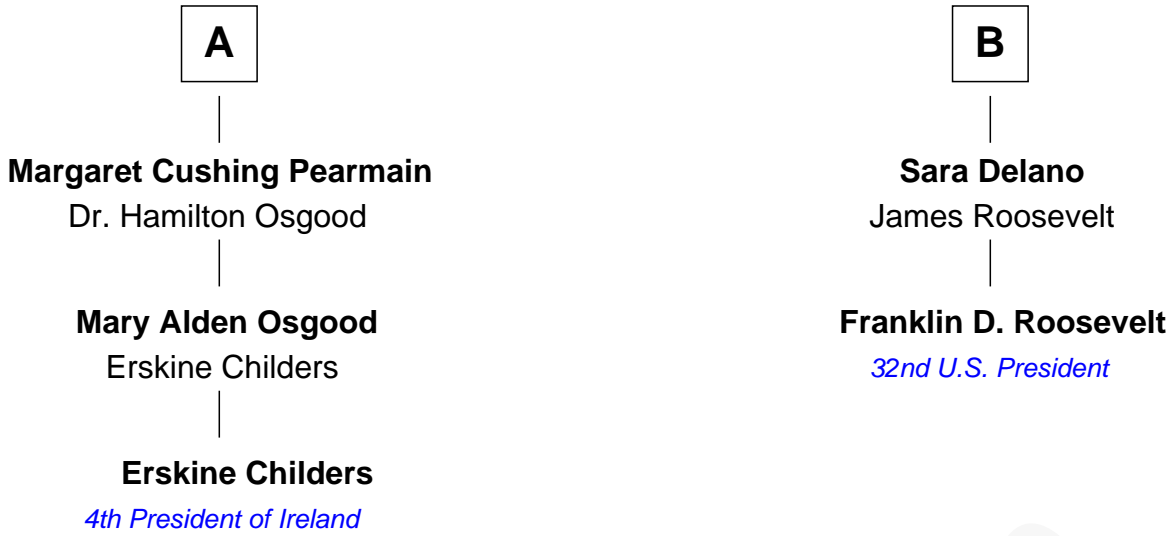 A
Margaret Cushing Pearmain
Dr. Hamilton Osgood
Mary Alden Osgood
Erskine Childers
Erskine Childers
4th President of Ireland
B
Sara Delano
James Roosevelt
Franklin D. Roosevelt
32nd U.S. President